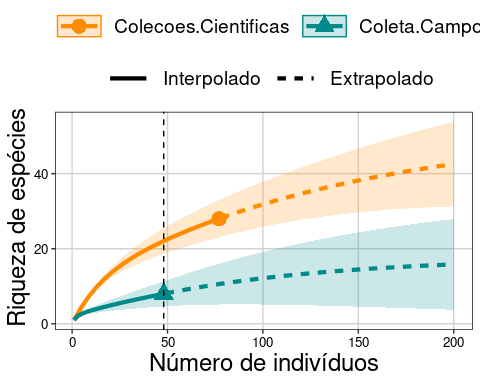 Colecoes.Cientificas Coleta.Campo
Interpolado Extrapolado
Riqueza de espécies
40
20
0
0 50 100 150 200
Número de indivíduos